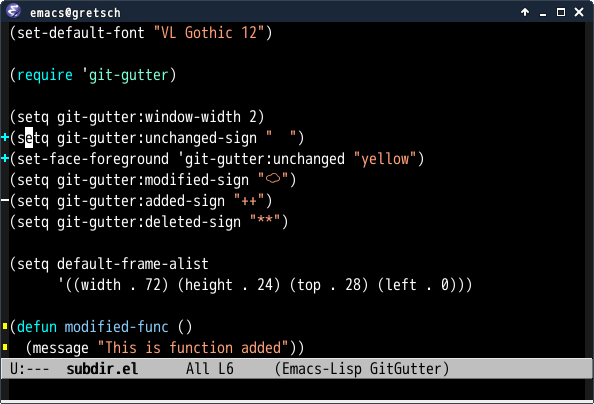 emacs@gretsch
(set-default-font "VL Gothic 12")
(require 'git-gutter)
(setq git-gutter:window-width 2)
+(setq git-gutter:unchanged-sign "  ")
+(set-face-foreground 'git-gutter:unchanged "yellow")
(setq git-gutter:modified-sign "☁")
-(setq git-gutter:added-sign "++")
(setq git-gutter:deleted-sign "**")
(setq default-frame-alist
      '((width . 72) (height . 24) (top . 28) (left . 0)))
(defun modified-func ()
  (message "This is function added"))
U:---  subdir.el      All L6     (Emacs-Lisp GitGutter)